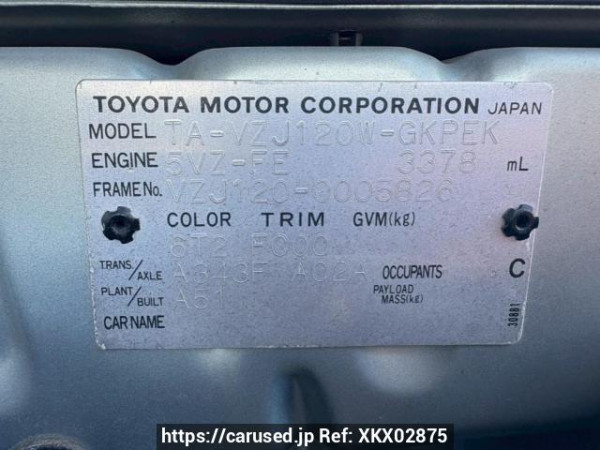 TOYOTA MOTOR CORPORATION JAPAN
MODEL TA-VZJ120W-GKPEK
ENGINE 5VZ-FE 3378 mL
FRAME No. VZJ120-0005826
COLOR TRIM GVM(kg)
6T2
TRANS./AXLE A343F A02A OCCUPANTS C
PLANT/BUILT A61 PAYLOAD MASS(kg)
CAR NAME
30881
https://carused.jp Ref: XKX02875